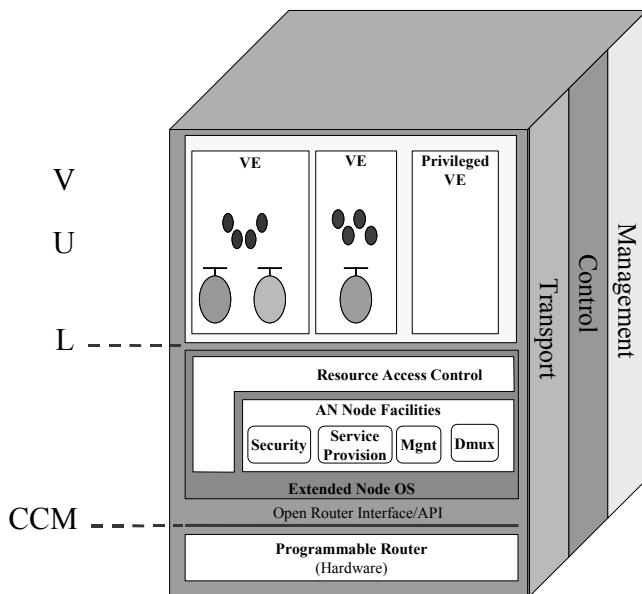 VE
VE
Privileged
VE
V
U
L
Resource Access Control
AN Node Facilities
Security
Service
Provision
Mgnt
Dmux
Extended Node OS
CCM
Open Router Interface/API
Programmable Router
(Hardware)
Transport
Control
Management